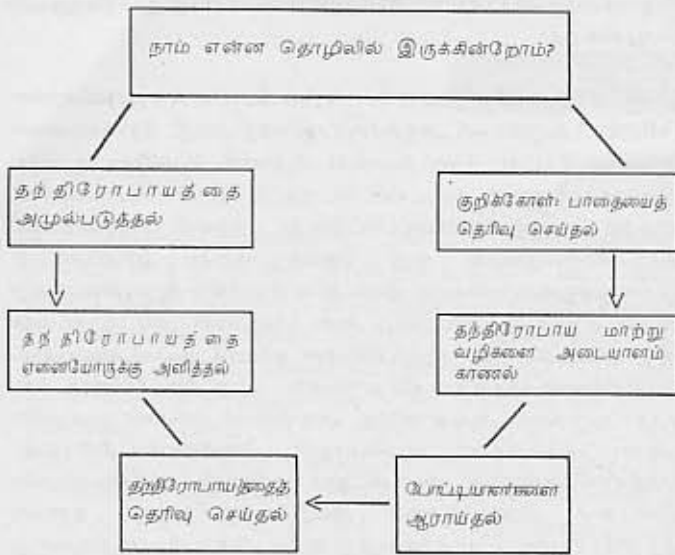 நாம் என்ன தொழிலில் இருக்கின்றோம்?
தந்திரோபாயத்தை
அமுல்படுத்தல்
குறிக்கோள்: பாதையைத்
தெரிவு செய்தல்
தந்திரோபாயத்தை
ஏனையோருக்கு அளித்தல்
தந்திரோபாய மாற்று
வழிகளை அடையாளம்
காணல்
தந்திரோபாயத்தைத்
தெரிவு செய்தல்
போட்டியாளர்களை
ஆராய்தல்